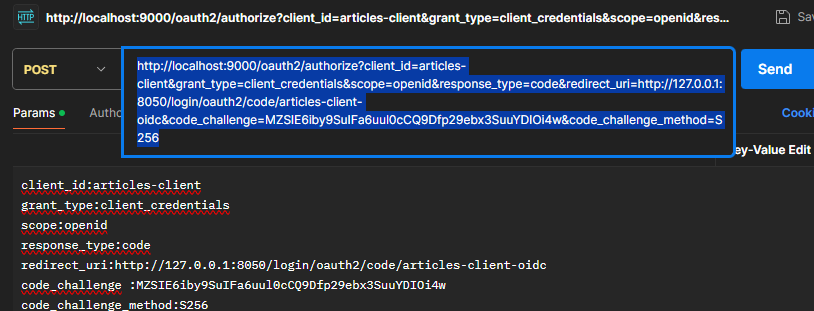 HTTP
http://localhost:9000/oauth2/authorize?client_id=articles-client&grant_type=client_credentials&scope=openid&res...
Sav
POST
http://localhost:9000/oauth2/authorize?client_id=articles-
client&grant_type=client_credentials&scope=openid&response_type=code&redirect_uri=http://127.0.0.1:
8050/login/oauth2/code/articles-client-
oidc&code_challenge=MZSIE6iby9SuIFa6uul0cCQ9Dfp29ebx3SuuYDIOi4w&code_challenge_method=S
256
Send
Params
Autho
Cooki
ey-Value Edit
client_id:articles-client
grant_type:client_credentials
scope:openid
response_type:code
redirect_uri:http://127.0.0.1:8050/login/oauth2/code/articles-client-oidc
code_challenge :MZSIE6iby9SuIFa6uul0cCQ9Dfp29ebx3SuuYDIOi4w
code_challenge_method:S256